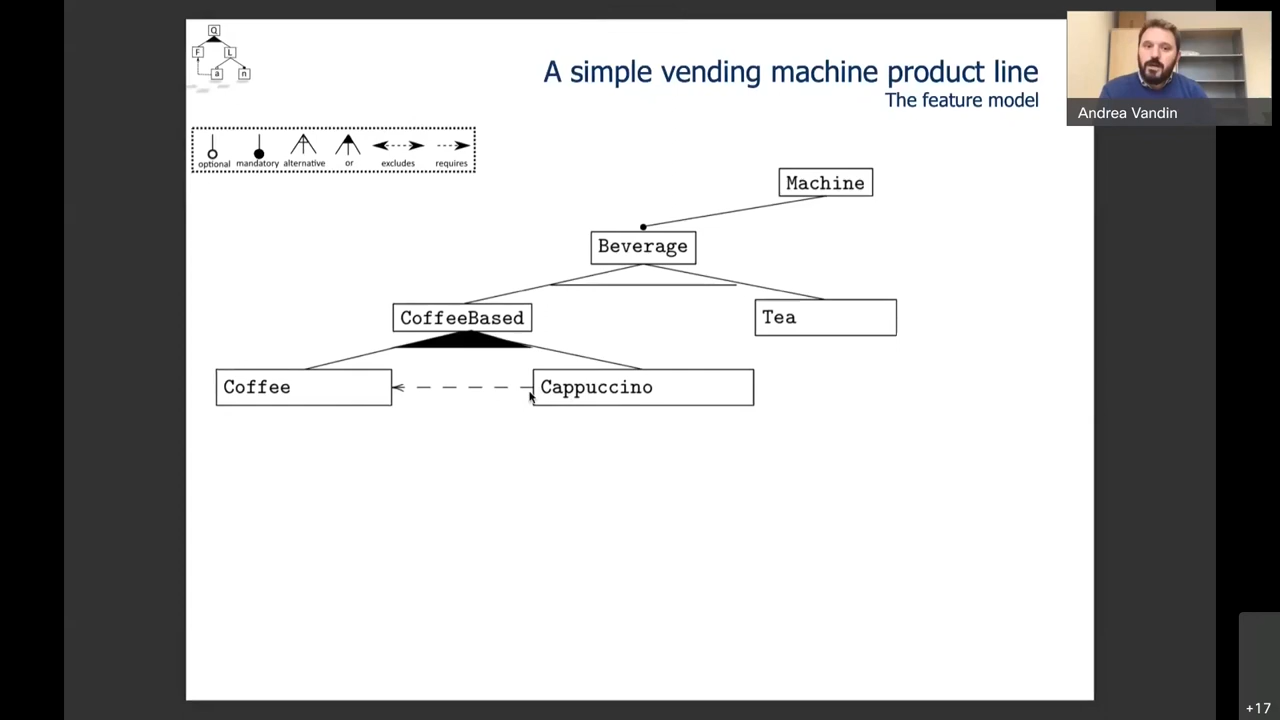 Q
F
L
a
n
A simple vending machine product line
The feature model
Andrea Vandin
optional mandatory alternative or excludes requires
Machine
Beverage
CoffeeBased
Tea
Coffee
Cappuccino
+17